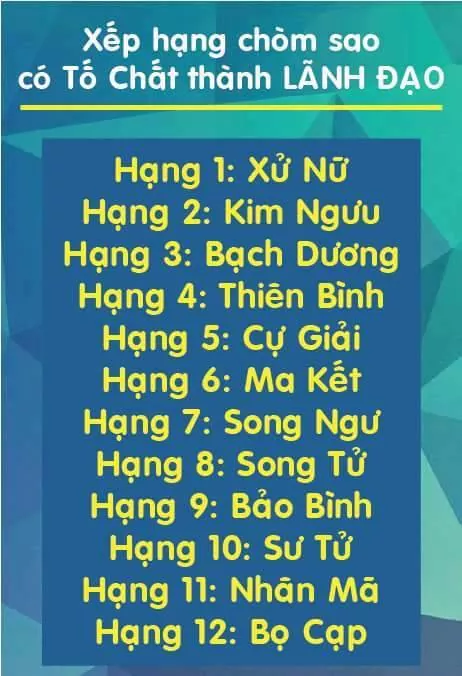 Xếp hạng chòm sao
có Tố Chất thành LÃNH ĐẠO
Hạng 1: Xử Nữ
Hạng 2: Kim Ngưu
Hạng 3: Bạch Dương
Hạng 4: Thiên Bình
Hạng 5: Cự Giải
Hạng 6: Ma Kết
Hạng 7: Song Ngư
Hạng 8: Song Tử
Hạng 9: Bảo Bình
Hạng 10: Sư Tử
Hạng 11: Nhân Mã
Hạng 12: Bọ Cạp